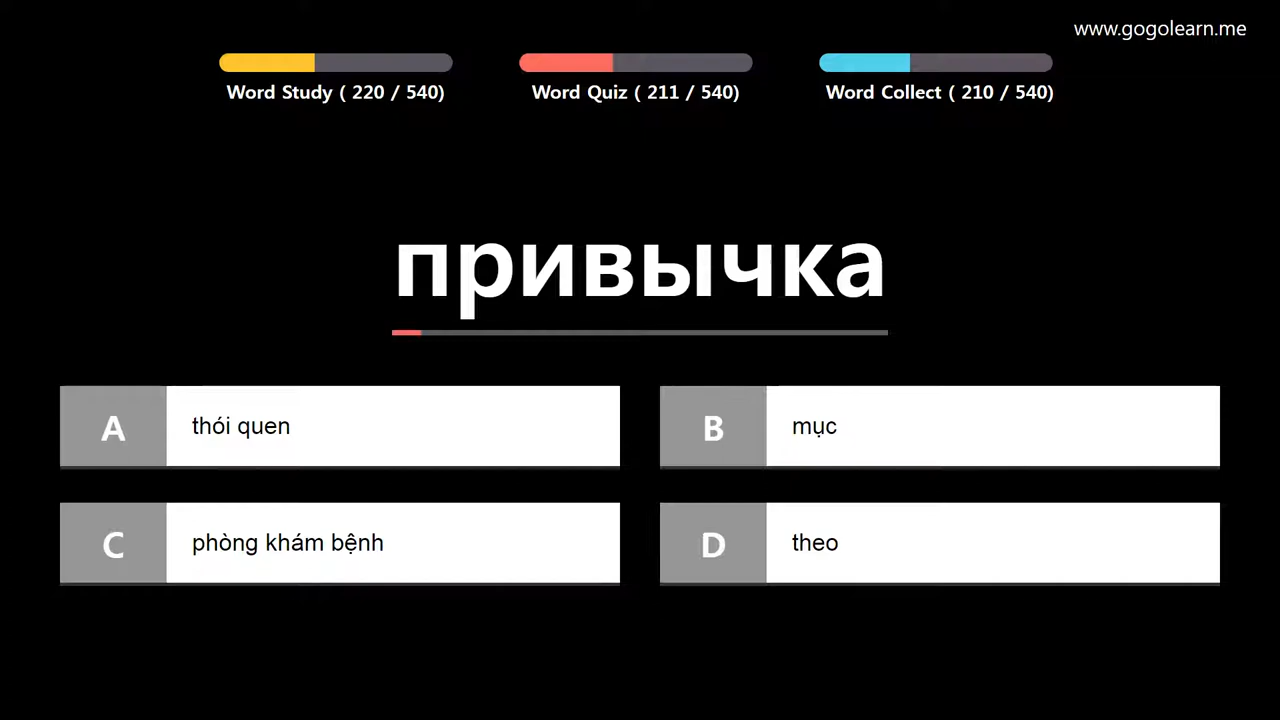 www.gogolearn.me
Word Study ( 220 / 540)
Word Quiz ( 211 / 540)
Word Collect ( 210 / 540)
привычка
A
thói quen
B
mục
C
phòng khám bệnh
D
theo